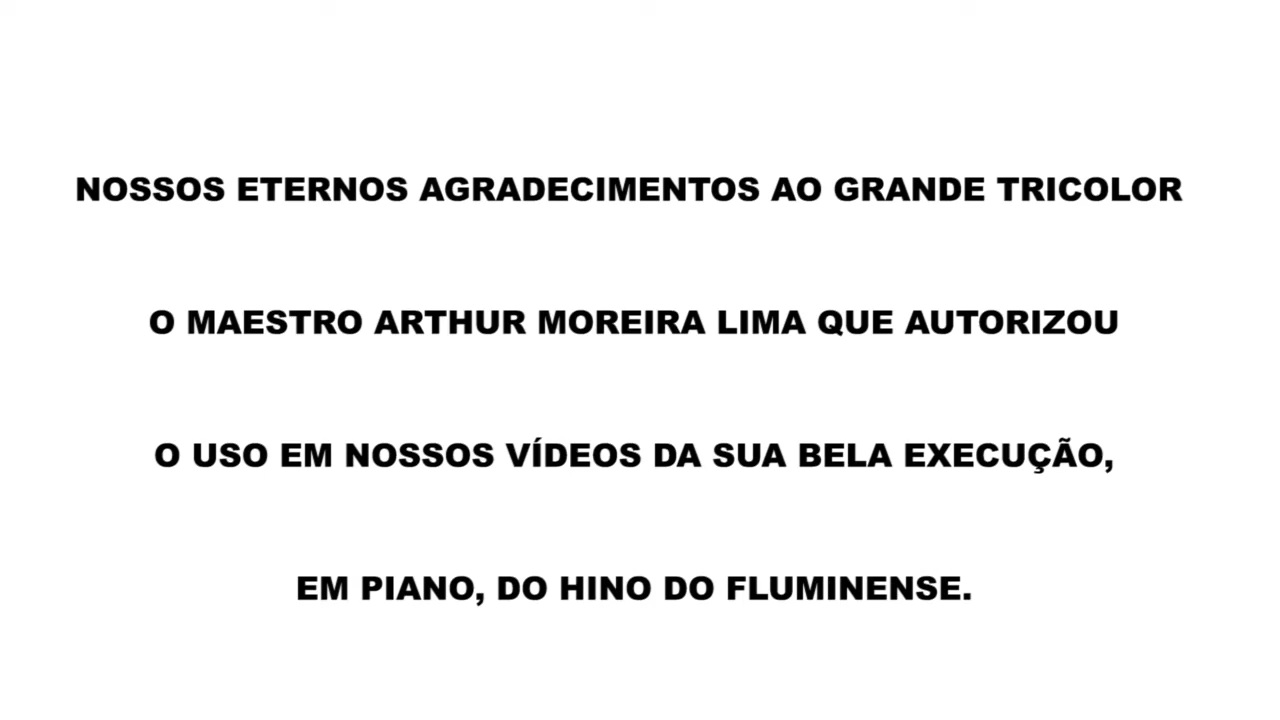 NOSSOS ETERNOS AGRADECIMENTOS AO GRANDE TRICOLOR
O MAESTRO ARTHUR MOREIRA LIMA QUE AUTORIZOU
O USO EM NOSSOS VÍDEOS DA SUA BELA EXECUÇÃO,
EM PIANO, DO HINO DO FLUMINENSE.